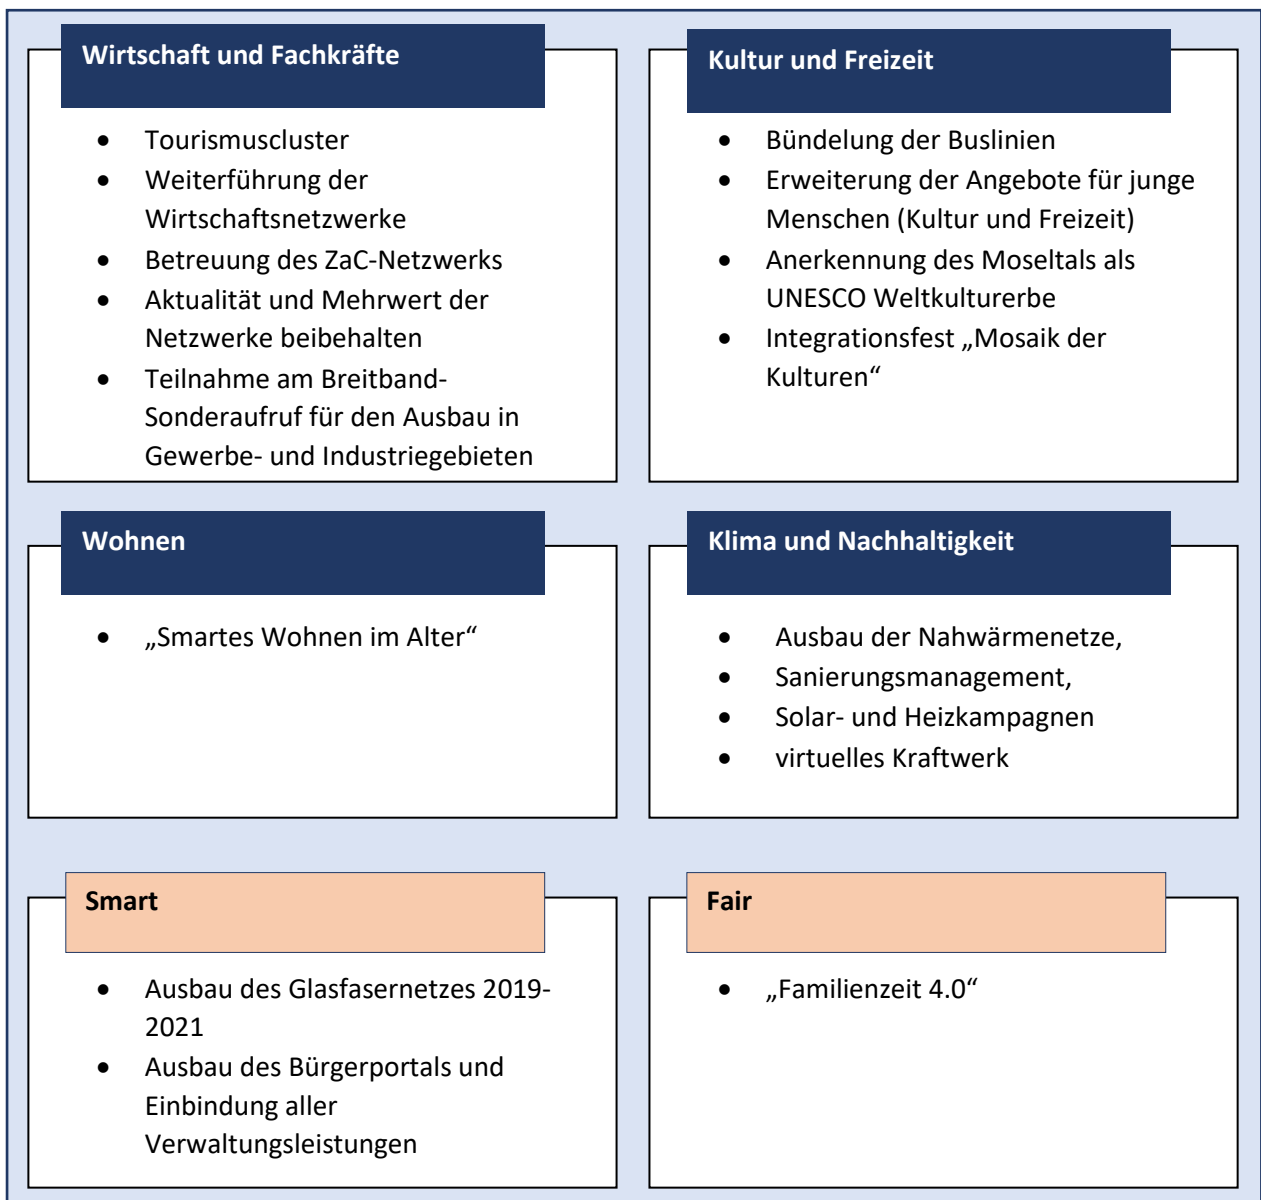 Wirtschaft und Fachkräfte
• Tourismuscluster
• Weiterführung der
Wirtschaftsnetzwerke
• Betreuung des ZaC-Netzwerks
• Aktualität und Mehrwert der
Netzwerke beibehalten
• Teilnahme am Breitband-
Sonderaufruf für den Ausbau in
Gewerbe- und Industriegebieten
Kultur und Freizeit
• Bündelung der Buslinien
• Erweiterung der Angebote für junge
Menschen (Kultur und Freizeit)
• Anerkennung des Moseltals als
UNESCO Weltkulturerbe
• Integrationsfest „Mosaik der
Kulturen“
Wohnen
• „Smartes Wohnen im Alter“
Klima und Nachhaltigkeit
• Ausbau der Nahwärmenetze,
• Sanierungsmanagement,
• Solar- und Heizkampagnen
• virtuelles Kraftwerk
Smart
• Ausbau des Glasfasernetzes 2019-
2021
• Ausbau des Bürgerportals und
Einbindung aller
Verwaltungsleistungen
Fair
• „Familienzeit 4.0“